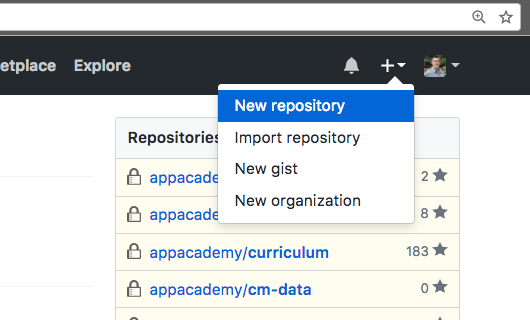 etplace Explore
New repository
Import repository
New gist
New organization
Repositories
appacade
2
appacade
8
appacademy/curriculum
183
appacademy/cm-data
0